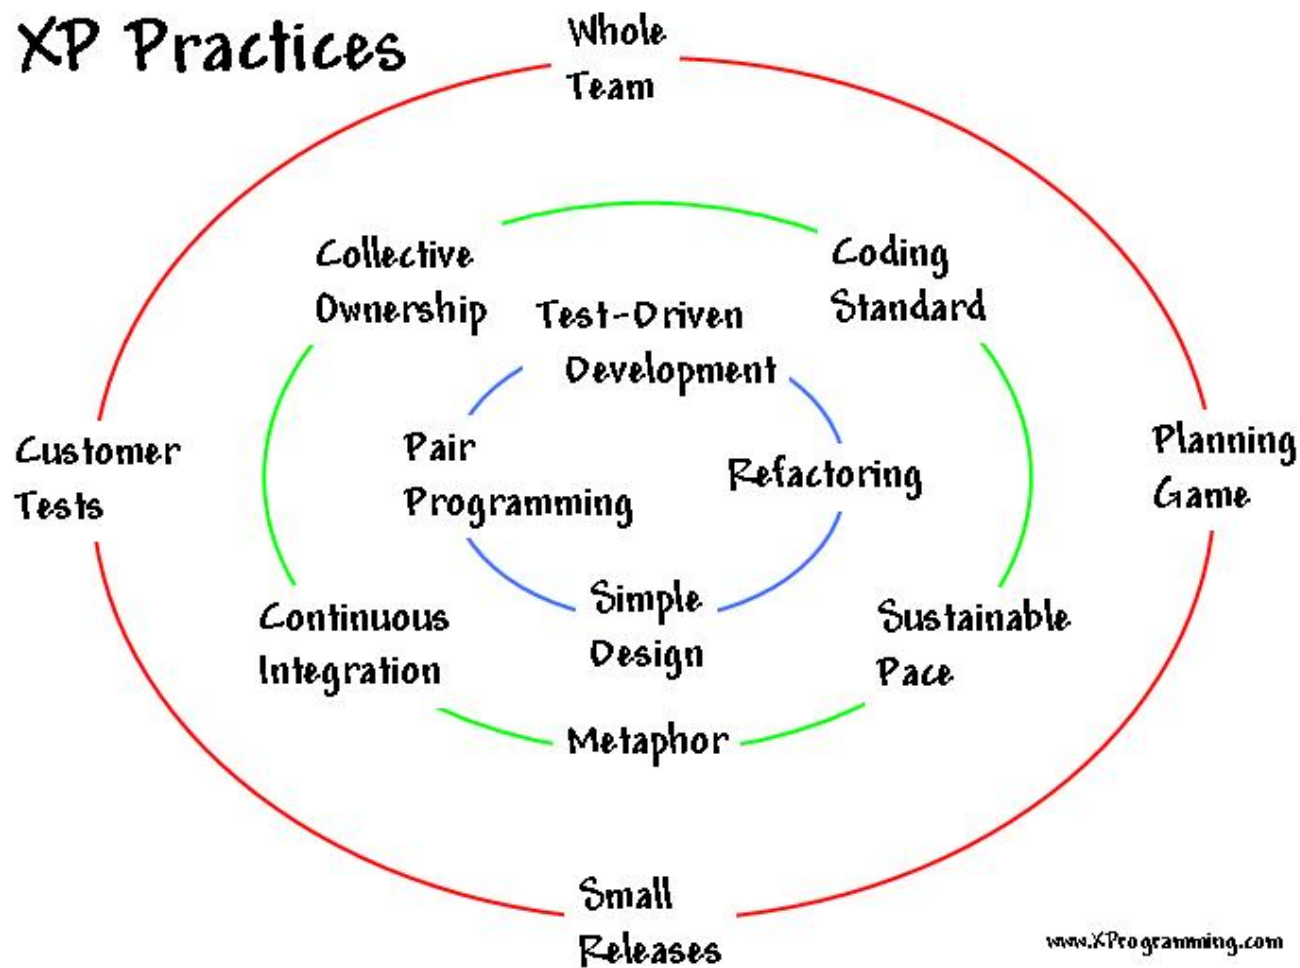 XP Practices
Whole
Team
Collective
Ownership
Coding
Standard
Test-Driven
Development
Customer
Tests
Pair
Programming
Refactoring
Planning
Game
Continuous
Integration
Simple
Design
Sustainable
Pace
Metaphor
Small
Releases
www.XProgramming.com